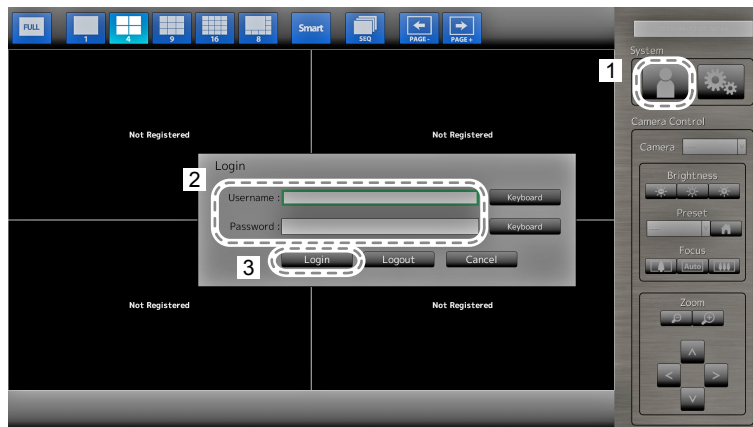 FULL
1
4
9
16
8
Smart
SEQ
PAGE-
PAGE+
System
1
Camera Control
Camera
Brightness
Preset
Focus
Auto
Zoom
Not Registered
Not Registered
Login
2
Username :
Keyboard
Password :
Keyboard
3
Login
Logout
Cancel
Not Registered
Not Registered